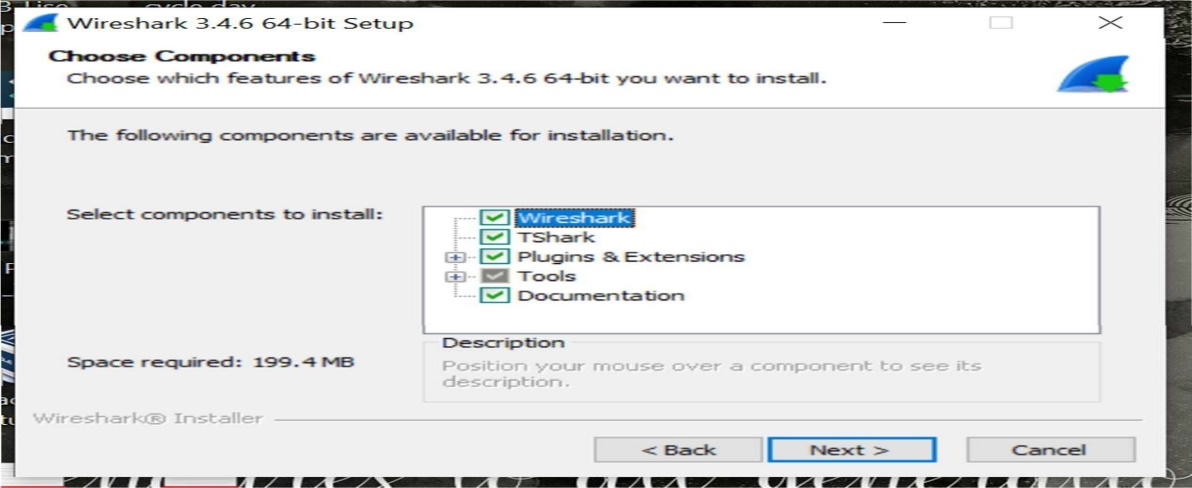 Wireshark 3.4.6 64-bit Setup
Choose Components
Choose which features of Wireshark 3.4.6 64-bit you want to install.
The following components are available for installation.
Select components to install:
Wireshark
TShark
Plugins & Extensions
Tools
Documentation
Space required: 199.4 MB
Description
Position your mouse over a component to see its
description.
Wireshark® Installer
< Back
Next >
Cancel